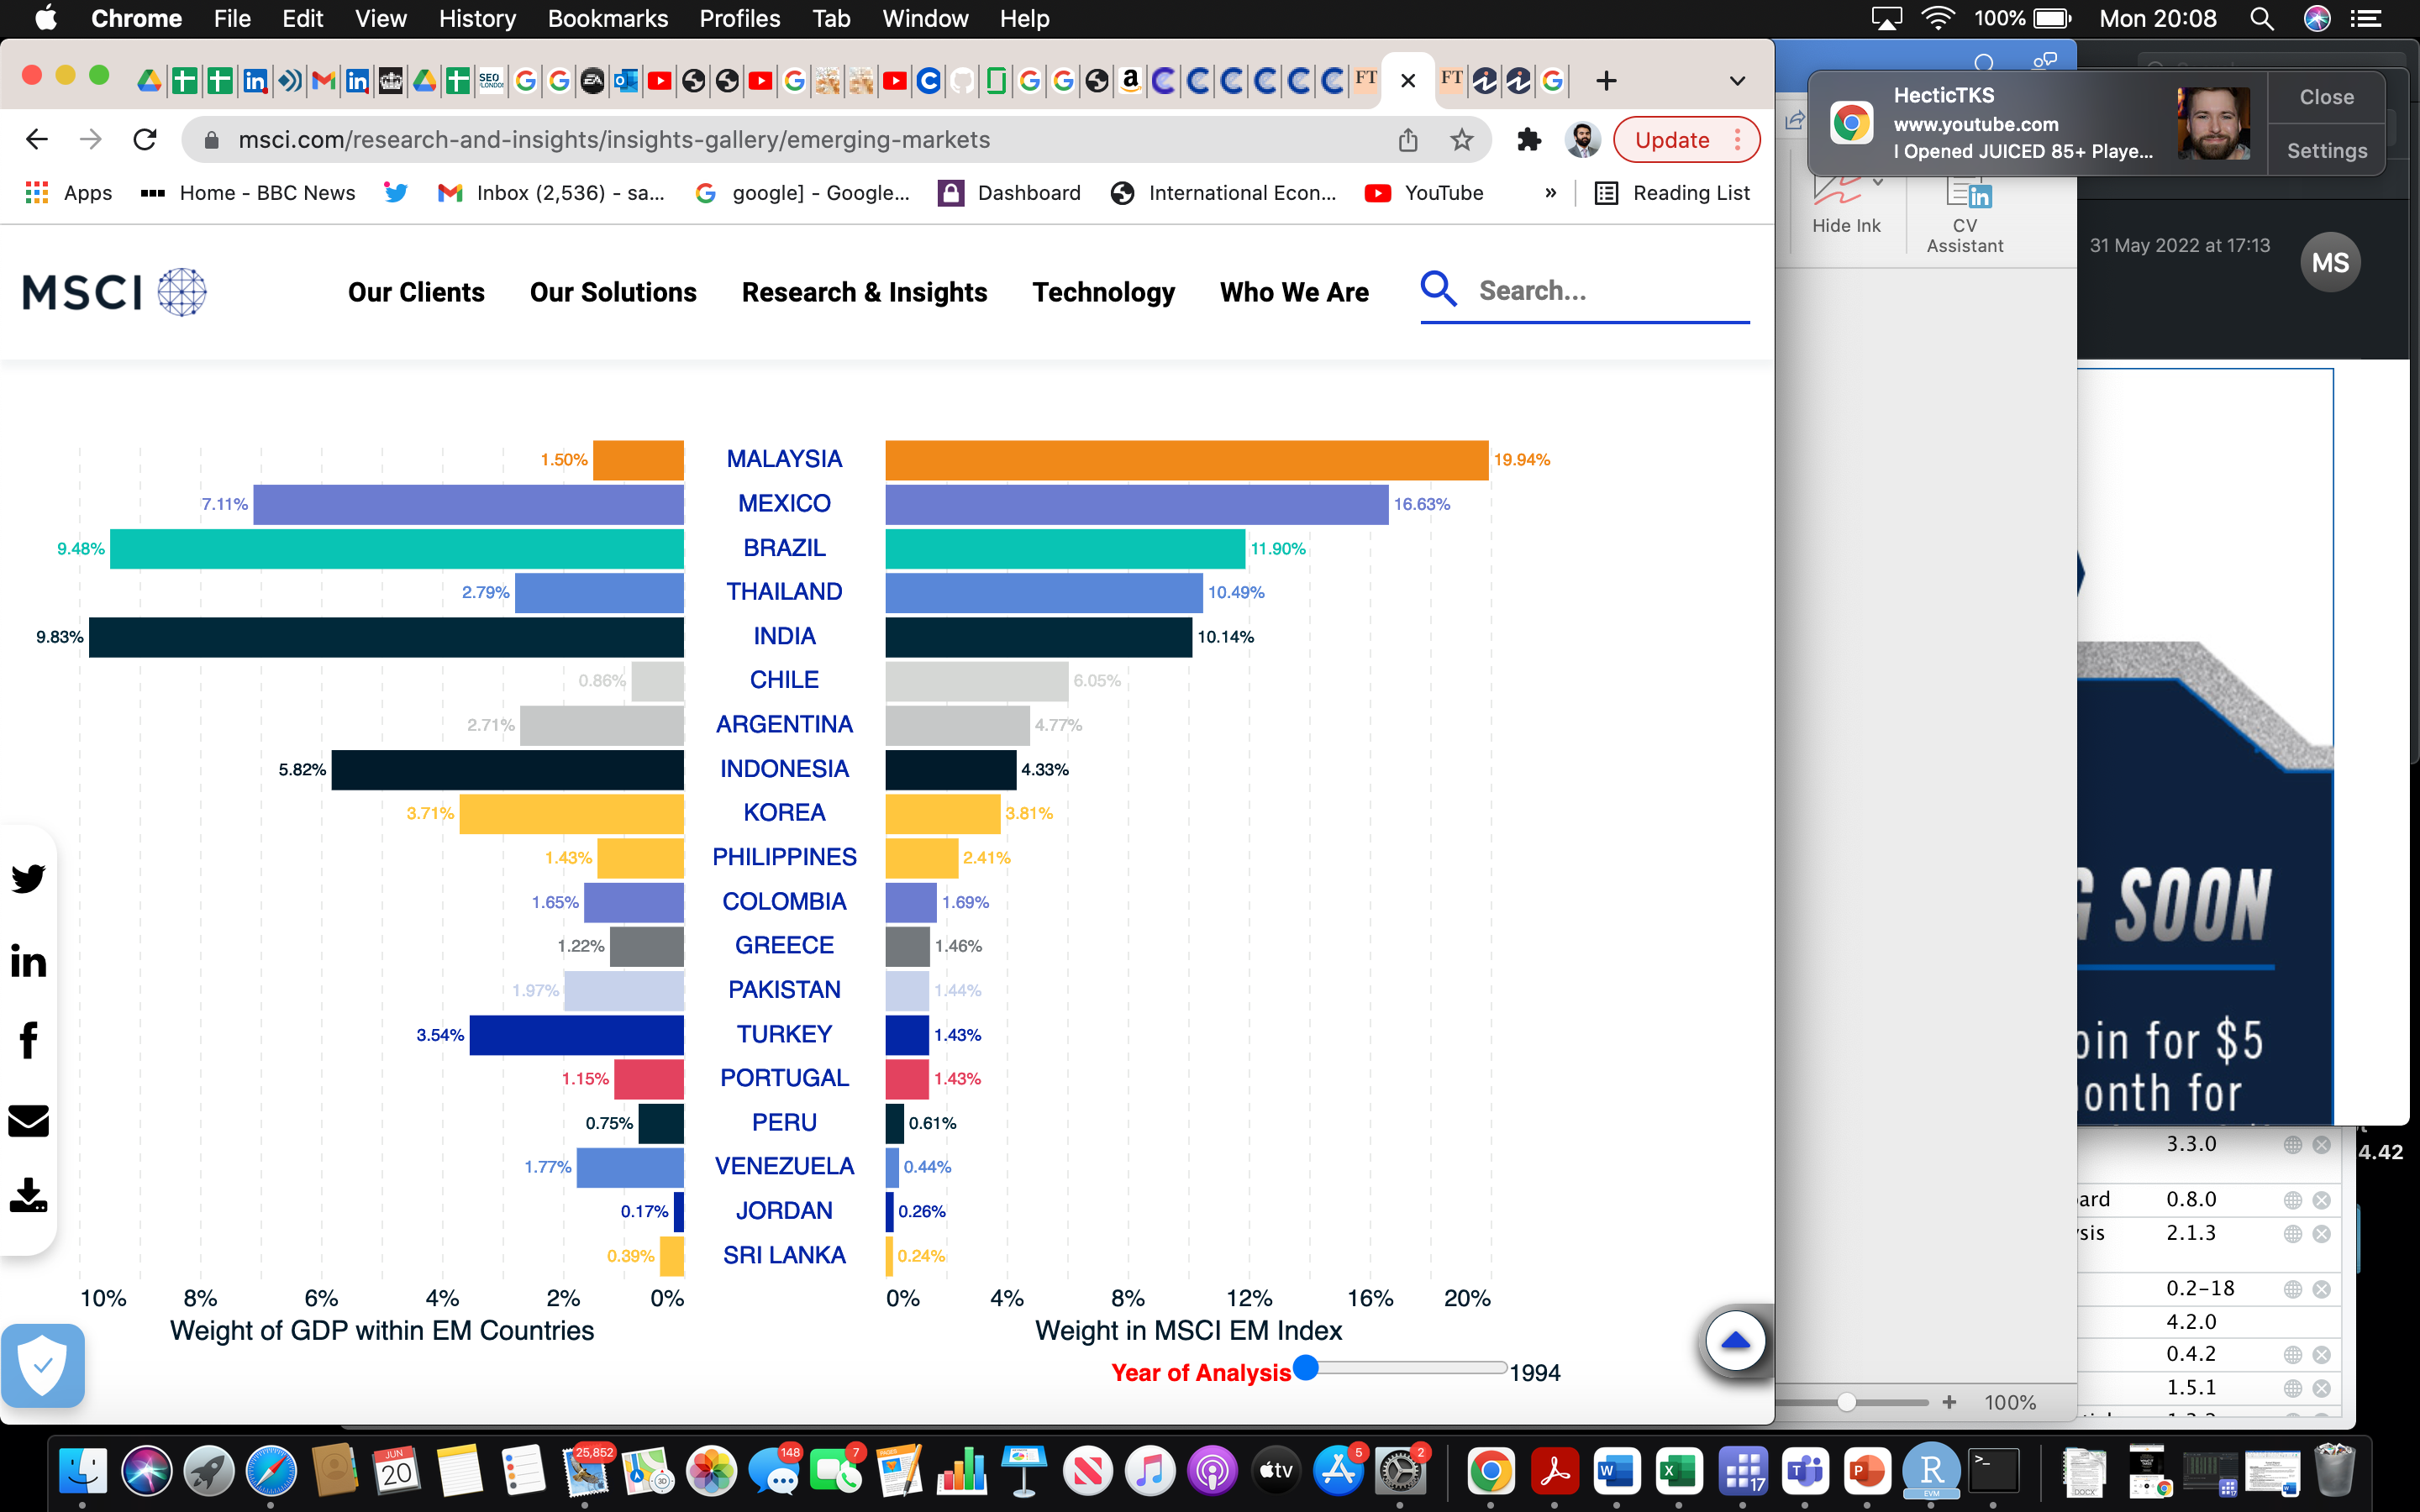 Chrome File Edit View History Bookmarks Profiles Tab Window Help
100% Mon 20:08
SEO LONDON
EA
FT
FT
msci.com/research-and-insights/insights-gallery/emerging-markets
Update
Apps Home - BBC News Inbox (2,536) - sa... google] - Google... Dashboard International Econ... YouTube » Reading List
HecticTKS
www.youtube.com
I Opened JUICED 85+ Playe...
Close
Settings
Hide Ink
CV
Assistant
31 May 2022 at 17:13
MS
MSCI
Our Clients Our Solutions Research & Insights Technology Who We Are Search...
1.50% MALAYSIA 19.94%
7.11% MEXICO 16.63%
9.48% BRAZIL 11.90%
2.79% THAILAND 10.49%
9.83% INDIA 10.14%
0.86% CHILE 6.05%
2.71% ARGENTINA 4.77%
5.82% INDONESIA 4.33%
3.71% KOREA 3.81%
1.43% PHILIPPINES 2.41%
1.65% COLOMBIA 1.69%
1.22% GREECE 1.46%
1.97% PAKISTAN 1.44%
3.54% TURKEY 1.43%
1.15% PORTUGAL 1.43%
0.75% PERU 0.61%
1.77% VENEZUELA 0.44%
0.17% JORDAN 0.26%
0.39% SRI LANKA 0.24%
10% 8% 6% 4% 2% 0% 0% 4% 8% 12% 16% 20%
Weight of GDP within EM Countries Weight in MSCI EM Index
Year of Analysis 1994
SOON
oin for $5
onth for
3.3.0
4.42
ard 0.8.0
sis 2.1.3
0.2-18
4.2.0
0.4.2
1.5.1
100%
JUN
20
25,852
148
7
tv
5
2
17
EVM
DOCX
17